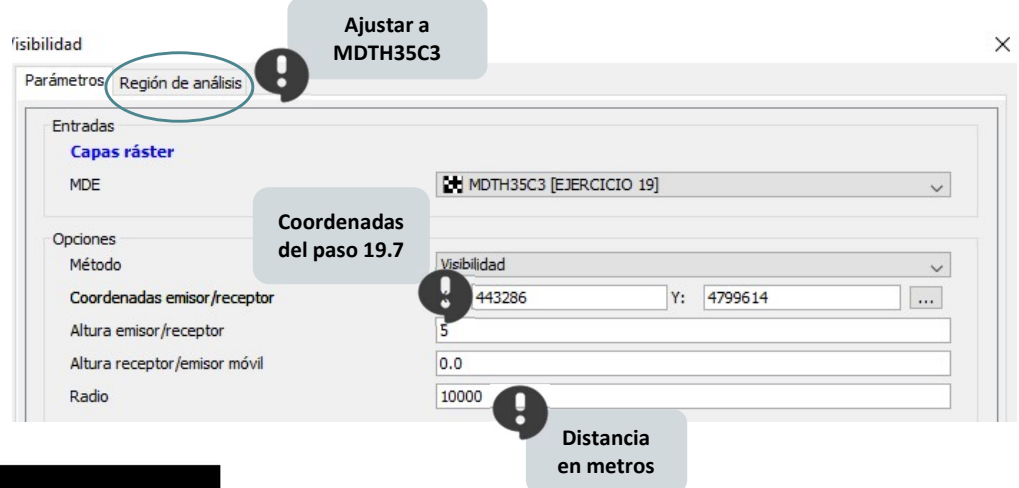 Ajustar a
MDTH35C3
Visibilidad
Parámetros Región de análisis
Entradas
Capas ráster
MDE MDTH35C3 [EJERCICIO 19]
Coordenadas
del paso 19.7
Opciones
Método Visibilidad
Coordenadas emisor/receptor 443286 Y: 4799614 ...
Altura emisor/receptor 5
Altura receptor/emisor móvil 0.0
Radio 10000
Distancia
en metros